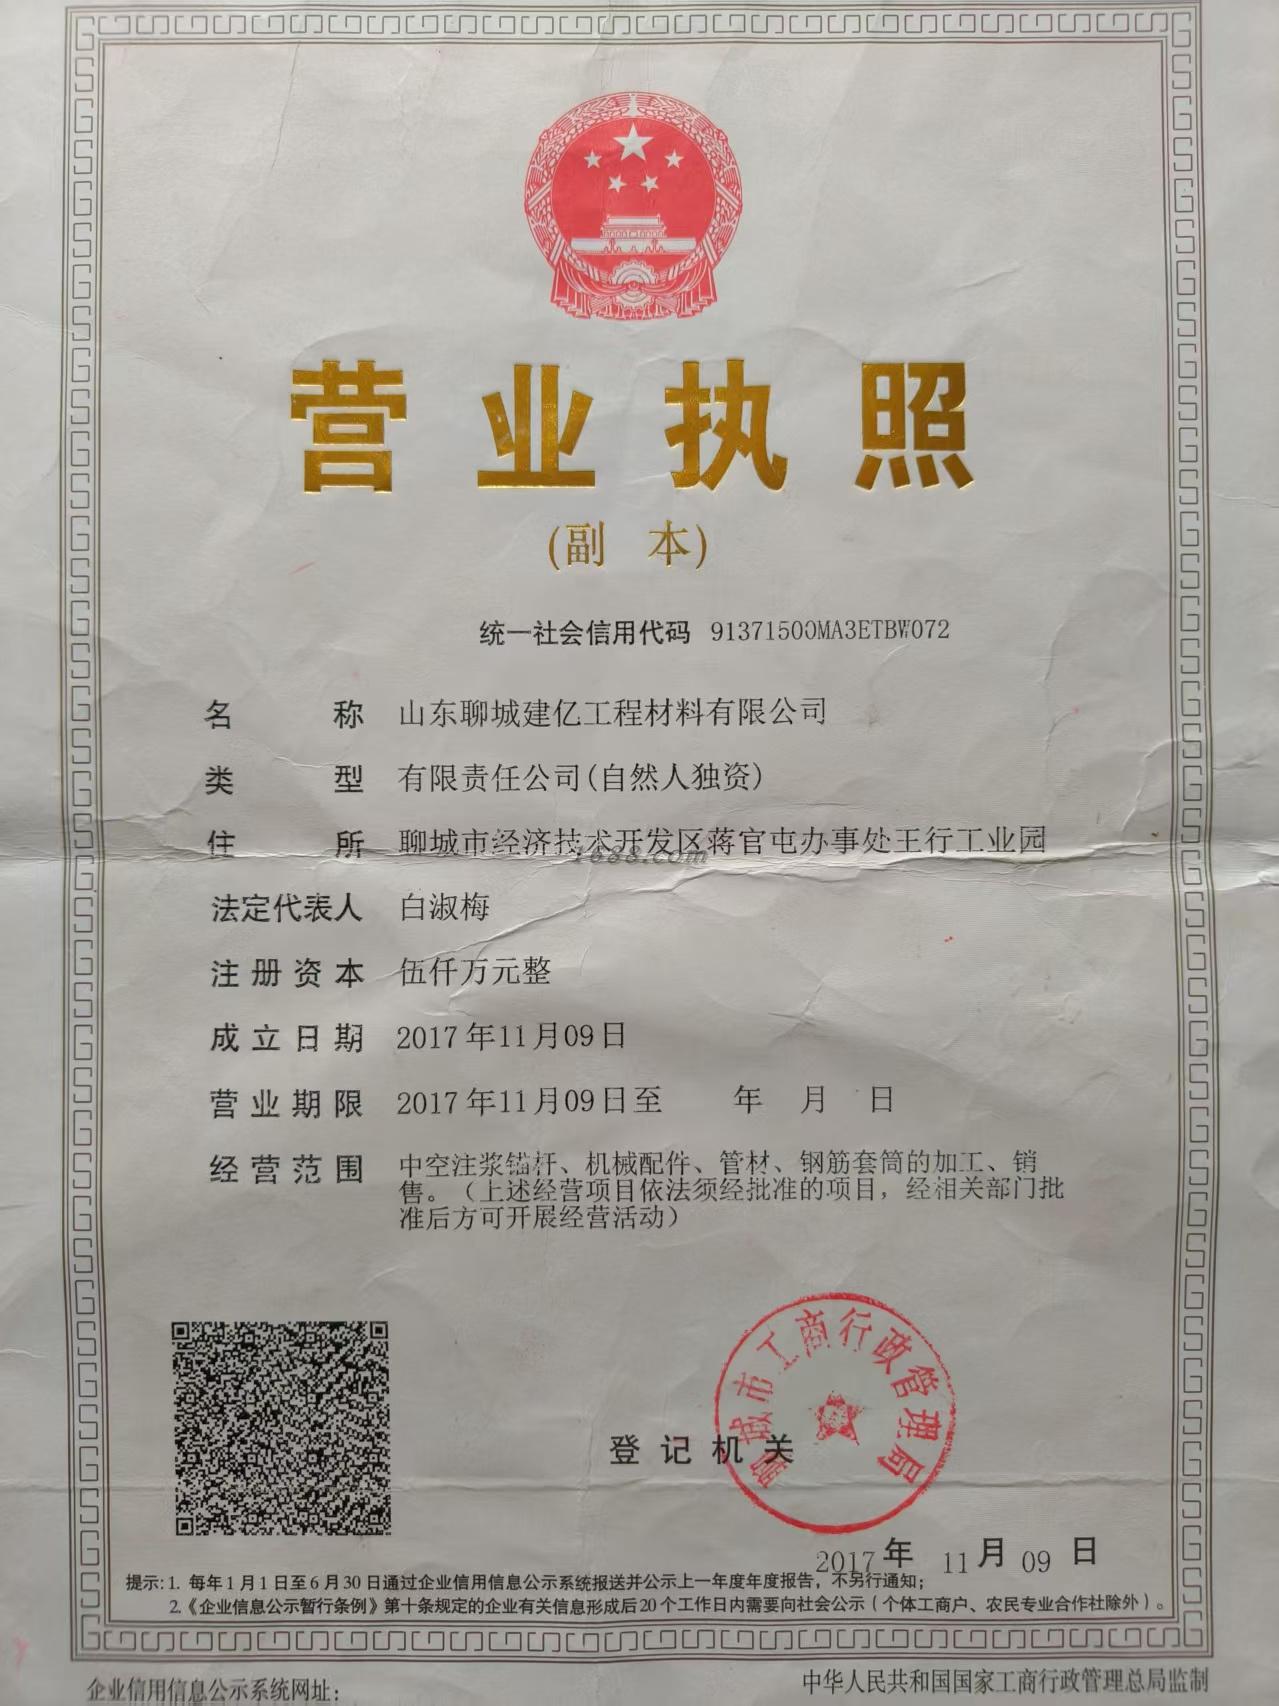 营业执照
(副 本)
统一社会信用代码 91371500MA3ETBW072
名 称 山东聊城建亿工程材料有限公司
类 型 有限责任公司(自然人独资)
住 所 聊城市经济技术开发区蒋官屯办事处王行工业园
1688.com
法定代表人 白淑梅
注册资本 伍仟万元整
成立日期 2017年11月09日
营业期限 2017年11月09日至 年 月 日
经营范围 中空注浆锚杆、机械配件、管材、钢筋套筒的加工、销
售。（上述经营项目依法须经批准的项目，经相关部门批
准后方可开展经营活动）
聊城市工商行政管理局
登记机关
2017年 11月 09日
提示：1. 每年1月1日至6月30日通过企业信用信息公示系统报送并公示上一年度年度报告，不另行通知；
2.《企业信息公示暂行条例》第十条规定的企业有关信息形成后20个工作日内需要向社会公示（个体工商户、农民专业合作社除外）。
企业信用信息公示系统网址：
中华人民共和国国家工商行政管理总局监制